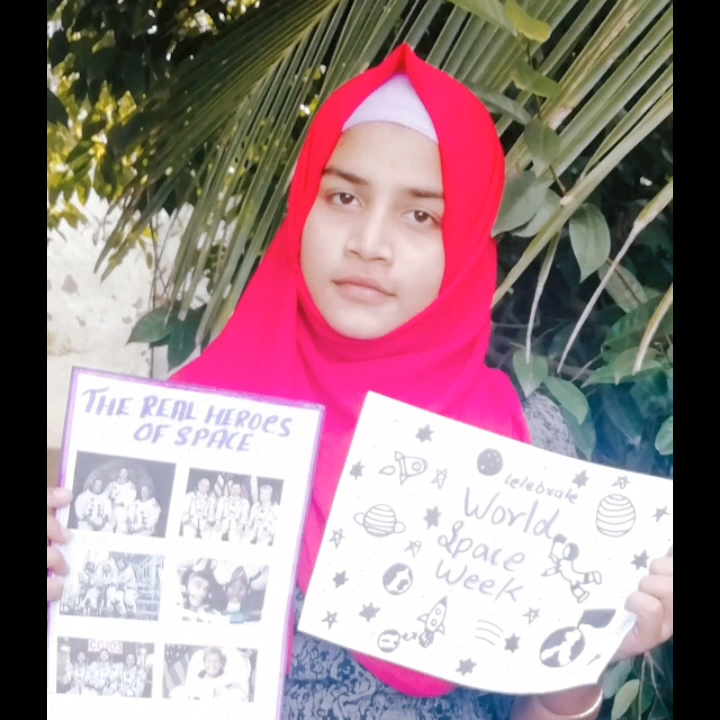 THE REAL HEROES
OF SPACE
celebrate
World
Space
Week